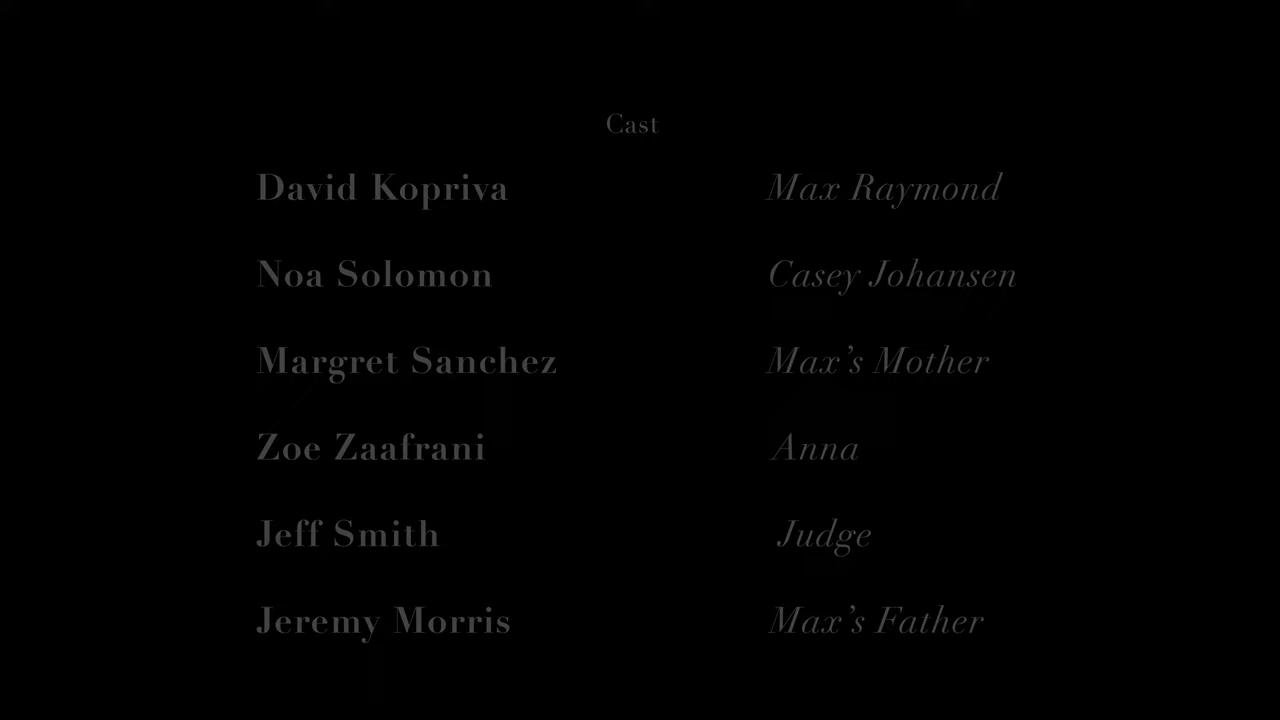 Cast
David Kopriva Max Raymond
Noa Solomon Casey Johansen
Margret Sanchez Max’s Mother
Zoe Zaafrani Anna
Jeff Smith Judge
Jeremy Morris Max’s Father